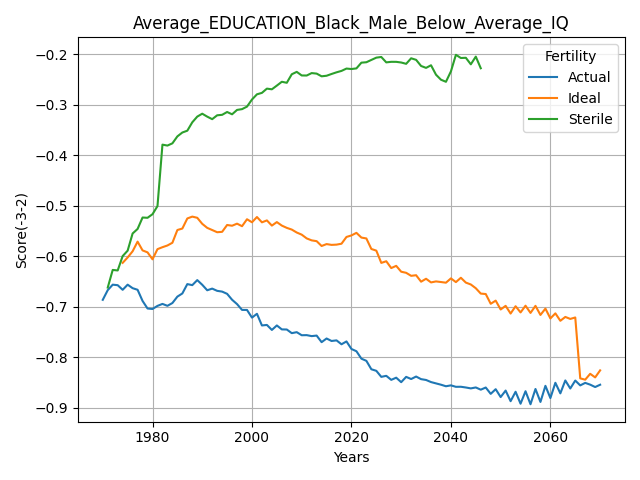 Average_EDUCATION_Black_Male_Below_Average_IQ
Fertility
Actual
Ideal
Sterile
Score(-3-2)
−0.2
−0.3
−0.4
−0.5
−0.6
−0.7
−0.8
−0.9
1980
2000
2020
2040
2060
Years